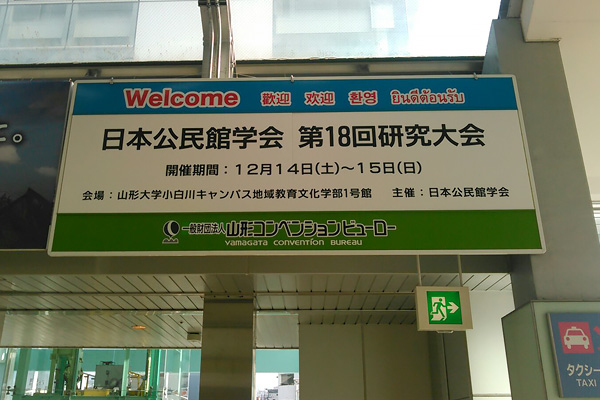 Welcome 歡迎 欢迎 환영 ยินดีต้อนรับ
日本公民館学会 第18回研究大会
開催期間：12月14日(土)～15日(日)
会場：山形大学小白川キャンパス地域教育文化学部1号館 主催：日本公民館学会
一般財団法人 山形コンベンションビューロー
YAMAGATA CONVENTION BUREAU
タクシー
TAXI